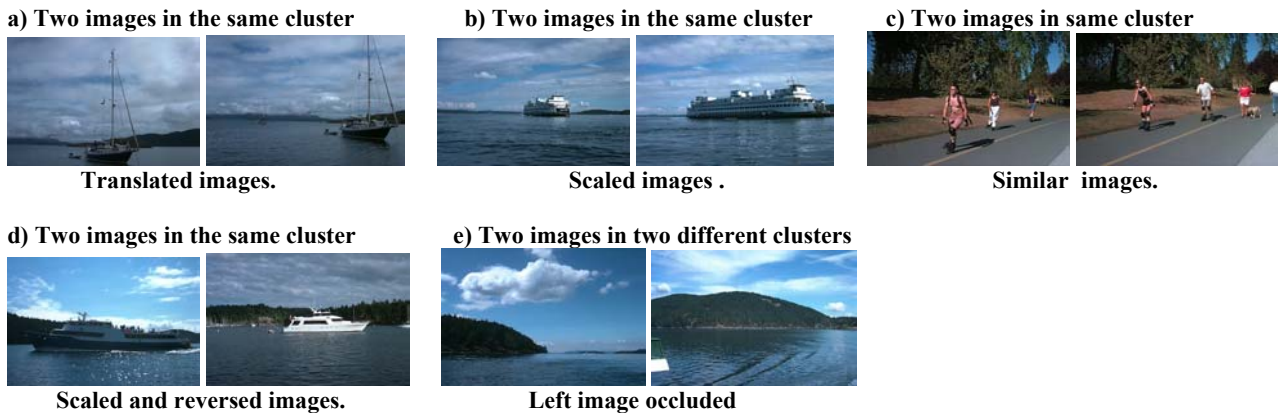 a) Two images in the same cluster
b) Two images in the same cluster
c) Two images in same cluster
Translated images.
Scaled images .
Similar images.
d) Two images in the same cluster
e) Two images in two different clusters
Scaled and reversed images.
Left image occluded